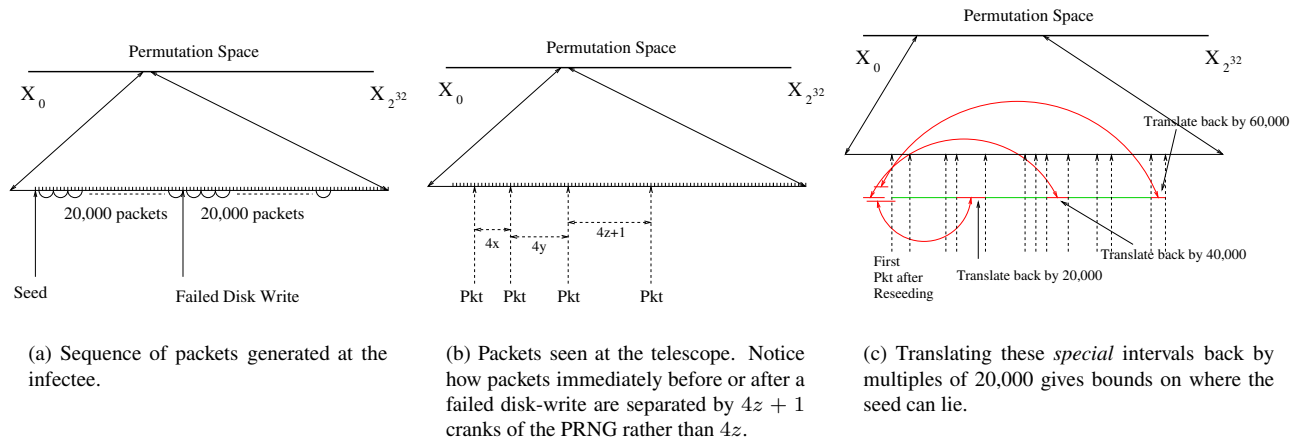 Permutation Space
X0
X2^32
20,000 packets
20,000 packets
Seed
Failed Disk Write
(a) Sequence of packets generated at the
infectee.
Permutation Space
X0
X2^32
4x
4y
4z+1
Pkt
Pkt
Pkt
Pkt
(b) Packets seen at the telescope. Notice
how packets immediately before or after a
failed disk-write are separated by 4z + 1
cranks of the PRNG rather than 4z.
Permutation Space
X0
X2^32
Translate back by 60,000
First
Pkt after
Reseeding
Translate back by 20,000
Translate back by 40,000
(c) Translating these special intervals back by
multiples of 20,000 gives bounds on where the
seed can lie.